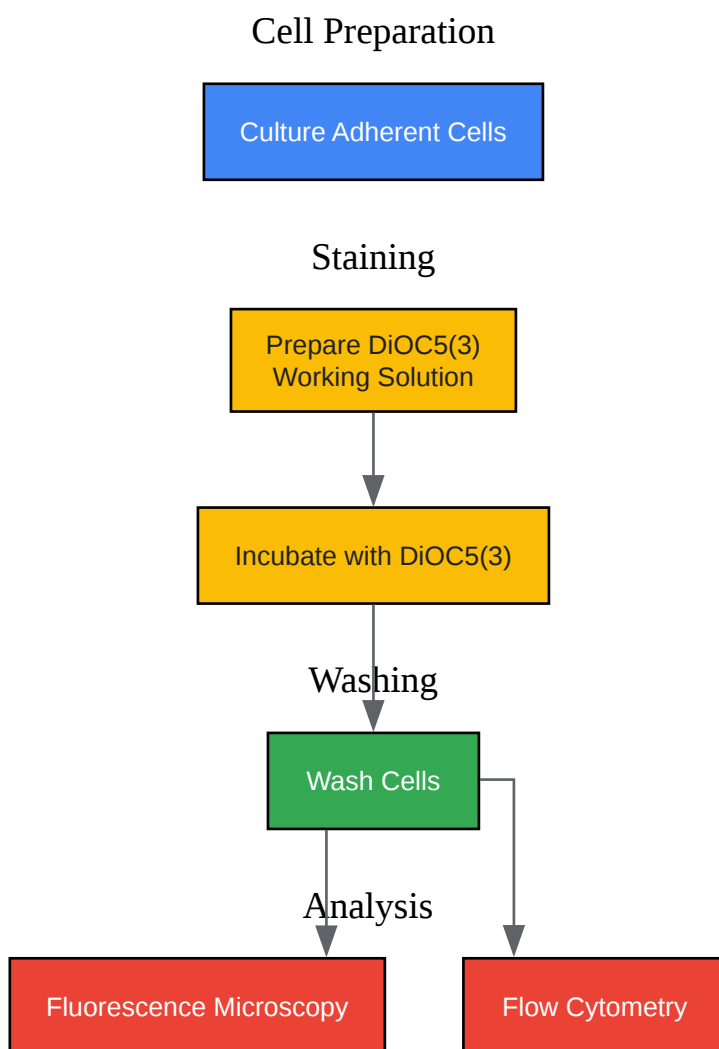 Cell Preparation
Culture Adherent Cells
Staining
Prepare DiOC5(3)
Working Solution
Incubate with DiOC5(3)
Washing
Wash Cells
Analysis
Fluorescence Microscopy
Flow Cytometry